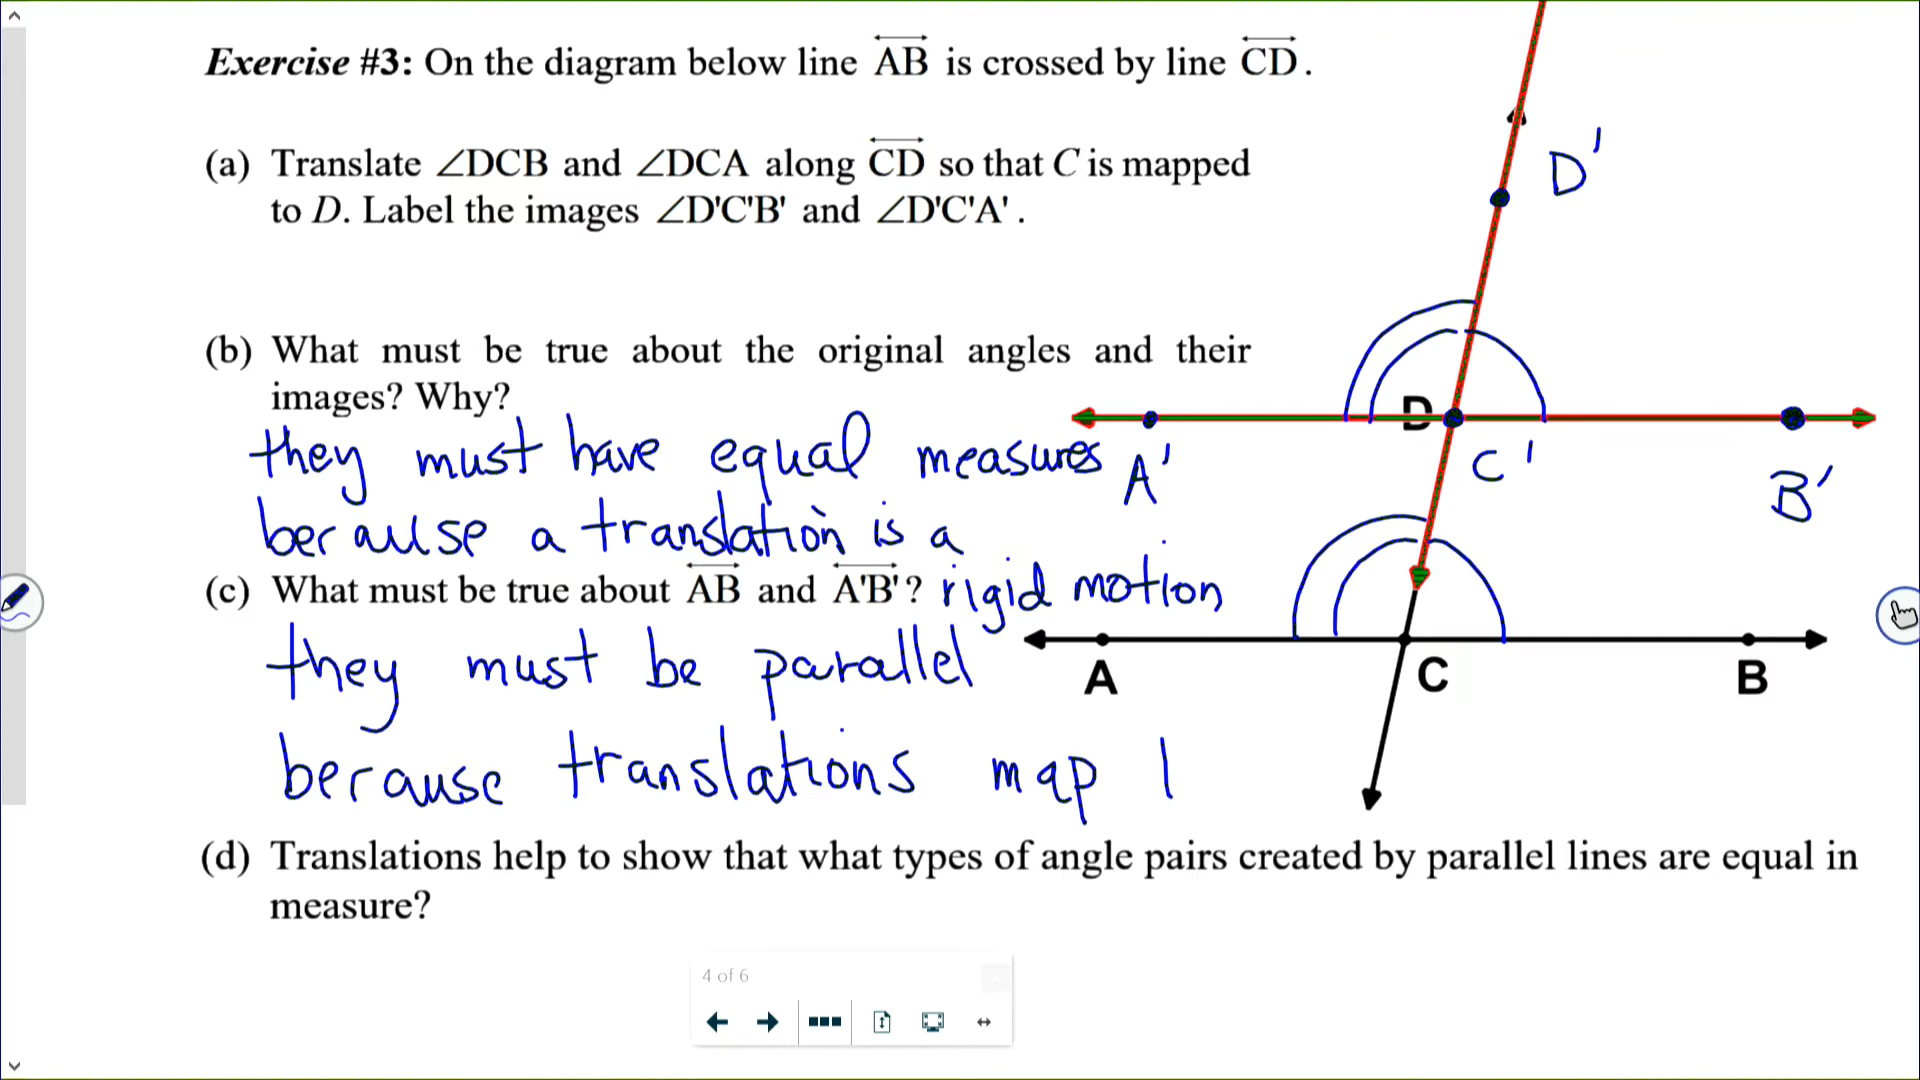 Exercise #3: On the diagram below line AB is crossed by line CD.
(a) Translate ∠DCB and ∠DCA along CD so that C is mapped
to D. Label the images ∠D'C'B' and ∠D'C'A'.
(b) What must be true about the original angles and their
images? Why?
they must have equal measures
because a translation is a
rigid motion
(c) What must be true about AB and A'B'?
they must be parallel
because translations map l
(d) Translations help to show that what types of angle pairs created by parallel lines are equal in
measure?
D'
D
A'
C'
B'
A
C
B
4 of 6